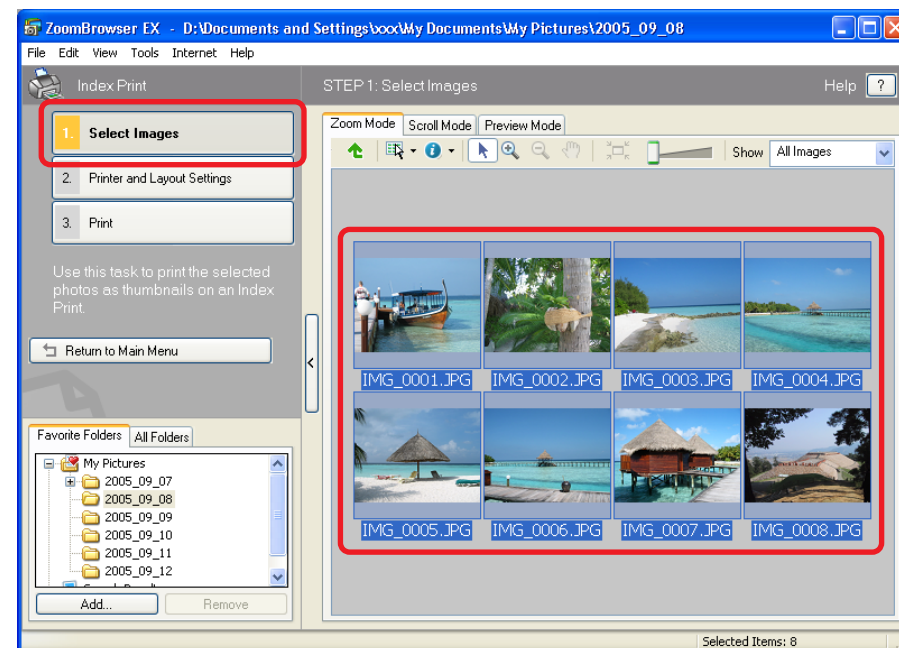 ZoomBrowser EX - D:\Documents and Settings\xxx\My Documents\My Pictures\2005_09_08
File Edit View Tools Internet Help
Index Print
STEP 1: Select Images
Help ?
1. Select Images
2. Printer and Layout Settings
3. Print
Use this task to print the selected
photos as thumbnails on an Index
Print.
Return to Main Menu
Zoom Mode Scroll Mode Preview Mode
Show All Images
IMG_0001.JPG IMG_0002.JPG IMG_0003.JPG IMG_0004.JPG
IMG_0005.JPG IMG_0006.JPG IMG_0007.JPG IMG_0008.JPG
Favorite Folders All Folders
My Pictures
2005_09_07
2005_09_08
2005_09_09
2005_09_10
2005_09_11
2005_09_12
Add... Remove
Selected Items: 8